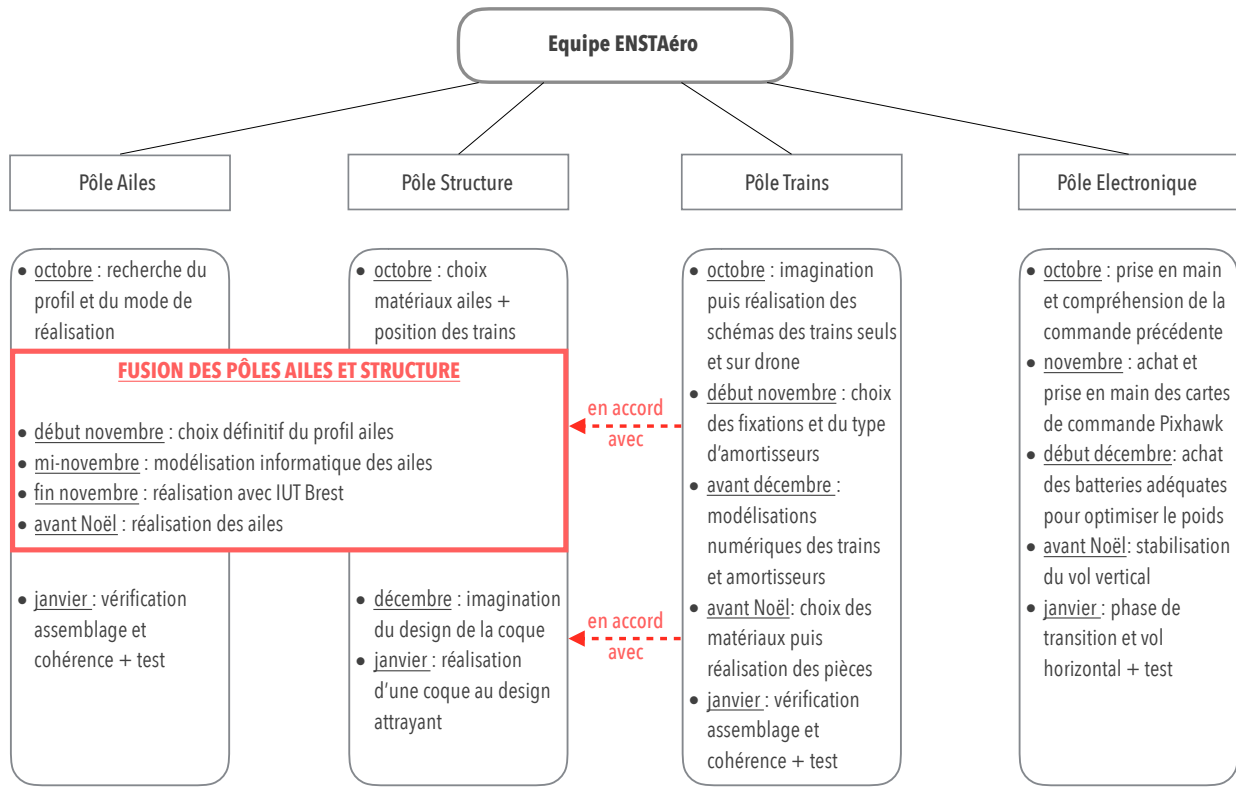 Equipe ENSTAéro
Pôle Ailes
Pôle Structure
Pôle Trains
Pôle Electronique
• octobre : recherche du
profil et du mode de
réalisation
• octobre : choix
matériaux ailes +
position des trains
FUSION DES PÔLES AILES ET STRUCTURE
• début novembre : choix définitif du profil ailes
• mi-novembre : modélisation informatique des ailes
• fin novembre : réalisation avec IUT Brest
• avant Noël : réalisation des ailes
• janvier : vérification
assemblage et
cohérence + test
• décembre : imagination
du design de la coque
• janvier : réalisation
d'une coque au design
attrayant
en accord
avec
en accord
avec
• octobre : imagination
puis réalisation des
schémas des trains seuls
et sur drone
• début novembre : choix
des fixations et du type
d'amortisseurs
• avant décembre :
modélisations
numériques des trains
et amortisseurs
• avant Noël: choix des
matériaux puis
réalisation des pièces
• janvier : vérification
assemblage et
cohérence + test
• octobre : prise en main
et compréhension de la
commande précédente
• novembre : achat et
prise en main des cartes
de commande Pixhawk
• début décembre: achat
des batteries adéquates
pour optimiser le poids
• avant Noël: stabilisation
du vol vertical
• janvier : phase de
transition et vol
horizontal + test